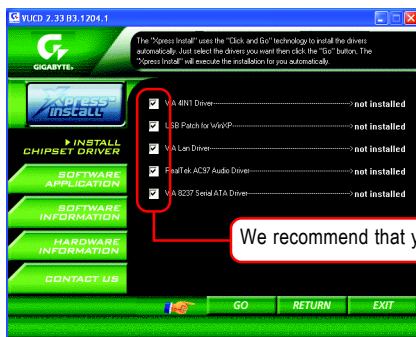 VUCD 2.33 B3.1204.1
GIGABYTE
The "Xpress Install" uses the "Click and Go" technology to install the drivers
automatically. Just select the drivers you want then click the "Go" button. The
"Xpress Install" will execute the installation for you automatically.
Xpress
INSTALL
VIA 4IN1 Driver not installed
USB Patch for WinXP not installed
VIA Lan Driver not installed
RealTek AC97 Audio Driver not installed
VIA 8237 Serial ATA Driver not installed
INSTALL
CHIPSET DRIVER
SOFTWARE
APPLICATION
SOFTWARE
INFORMATION
HARDWARE
INFORMATION
CONTACT US
We recommend that y
GO RETURN EXIT